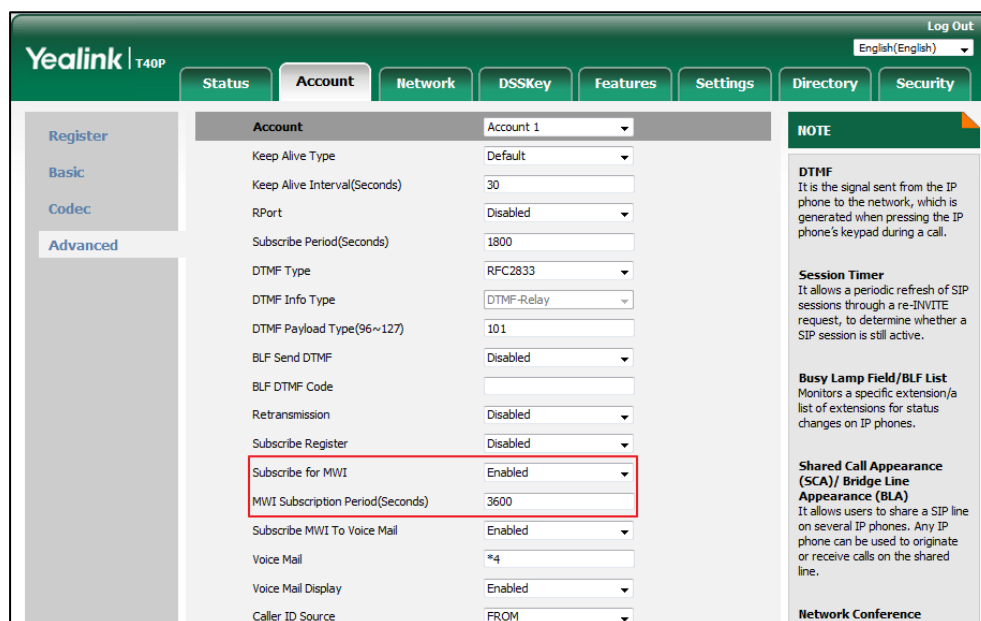 Log Out
Yealink | T40P
English(English)
Status Account Network DSSKey Features Settings Directory Security
Register
Basic
Codec
Advanced
Account Account 1
Keep Alive Type Default
Keep Alive Interval(Seconds) 30
RPort Disabled
Subscribe Period(Seconds) 1800
DTMF Type RFC2833
DTMF Info Type DTMF-Relay
DTMF Payload Type(96~127) 101
BLF Send DTMF Disabled
BLF DTMF Code
Retransmission Disabled
Subscribe Register Disabled
Subscribe for MWI Enabled
MWI Subscription Period(Seconds) 3600
Subscribe MWI To Voice Mail Enabled
Voice Mail *4
Voice Mail Display Enabled
Caller ID Source FROM
NOTE
DTMF
It is the signal sent from the IP
phone to the network, which is
generated when pressing the IP
phone's keypad during a call.
Session Timer
It allows a periodic refresh of SIP
sessions through a re-INVITE
request, to determine whether a
SIP session is still active.
Busy Lamp Field/BLF List
Monitors a specific extension/a
list of extensions for status
changes on IP phones.
Shared Call Appearance
(SCA)/ Bridge Line
Appearance (BLA)
It allows users to share a SIP line
on several IP phones. Any IP
phone can be used to originate
or receive calls on the shared
line.
Network Conference